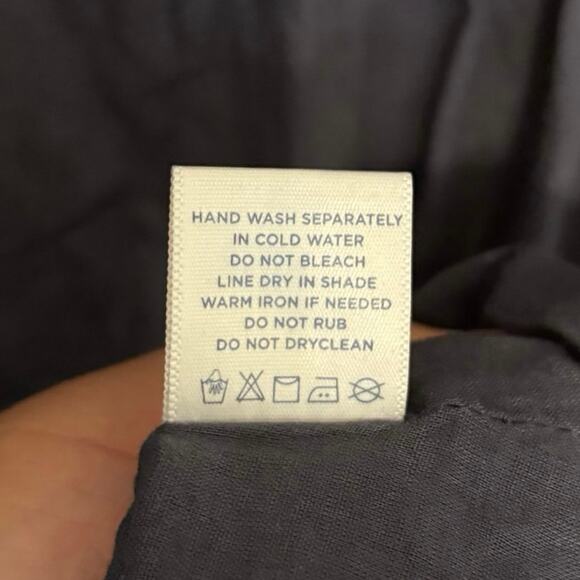 HAND WASH SEPARATELY
IN COLD WATER
DO NOT BLEACH
LINE DRY IN SHADE
WARM IRON IF NEEDED
DO NOT RUB
DO NOT DRYCLEAN